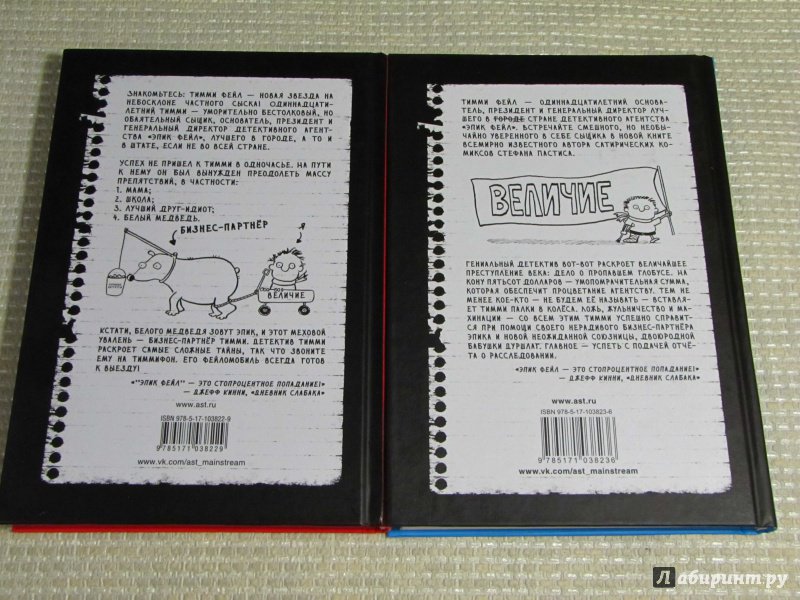 ЗНАКОМЬТЕСЬ: ТИММИ ФЕЙЛ — НОВАЯ ЗВЕЗДА НА
НЕБОСКЛОНЕ ЧАСТНОГО СЫСКА! ОДИННАДЦАТИ-
ЛЕТНИЙ ТИММИ — УМОРИТЕЛЬНО БЕСТОЛКОВЫЙ, НО
ОБАЯТЕЛЬНЫЙ СЫЩИК, ОСНОВАТЕЛЬ, ПРЕЗИДЕНТ И
ГЕНЕРАЛЬНЫЙ ДИРЕКТОР ДЕТЕКТИВНОГО АГЕНТ-
СТВА «ЭПИК ФЕЙЛ», ЛУЧШЕГО В ГОРОДЕ, А ТО И
В ШТАТЕ, ЕСЛИ НЕ ВО ВСЕЙ СТРАНЕ.
УСПЕХ НЕ ПРИШЕЛ К ТИММИ В ОДНОЧАСЬЕ. НА ПУТИ
К НЕМУ ОН БЫЛ ВЫНУЖДЕН ПРЕОДОЛЕТЬ МАССУ
ПРЕПЯТСТВИЙ, В ЧАСТНОСТИ:
1. МАМА;
2. ШКОЛА;
3. ЛУЧШИЙ ДРУГ-ИДИОТ;
4. БЕЛЫЙ МЕДВЕДЬ.
БИЗНЕС-ПАРТНЁР
Я
ВЕЛИЧИЕ
КСТАТИ, БЕЛОГО МЕДВЕДЯ ЗОВУТ ЭПИК, И ЭТОТ МЕХОВОЙ
УВАЛЕНЬ — БИЗНЕС-ПАРТНЕР ТИММИ. ДЕТЕКТИВ ТИММИ
РАСКРОЕТ САМЫЕ СЛОЖНЫЕ ТАЙНЫ, ТАК ЧТО ЗВОНИТЕ
ЕМУ НА ТИММИФОН. ЕГО ФЕЙЛОМОБИЛЬ ВСЕГДА ГОТОВ
К ВЫЕЗДУ!
«"ЭПИК ФЕЙЛ" — ЭТО СТОПРОЦЕНТНОЕ ПОПАДАНИЕ!»
— ДЖЕФФ КИННИ, «ДНЕВНИК СЛАБАКА»
www.ast.ru
ISBN 978-5-17-103822-9
9 785171 038229
www.vk.com/ast_mainstream
ТИММИ ФЕЙЛ — ОДИННАДЦАТИЛЕТНИЙ ОСНОВА-
ТЕЛЬ, ПРЕЗИДЕНТ И ГЕНЕРАЛЬНЫЙ ДИРЕКТОР ЛУЧ-
ШЕГО В ГОРОДЕ СТРАНЕ ДЕТЕКТИВНОГО АГЕНТСТВА
«ЭПИК ФЕЙЛ». ВСТРЕЧАЙТЕ СМЕШНОГО, НО НЕОБЫ-
ЧАЙНО УВЕРЕННОГО В СЕБЕ СЫЩИКА В НОВОЙ КНИГЕ
ВСЕМИРНО ИЗВЕСТНОГО АВТОРА САТИРИЧЕСКИХ КО-
МИКСОВ СТЕФАНА ПАСТИСА.
ВЕЛИЧИЕ
ГЕНИАЛЬНЫЙ ДЕТЕКТИВ ВОТ-ВОТ РАСКРОЕТ ВЕЛИЧАЙШЕЕ
ПРЕСТУПЛЕНИЕ ВЕКА: ДЕЛО О ПРОПАВШЕМ ГЛОБУСЕ. НА
КОНУ ПЯТЬСОТ ДОЛЛАРОВ — УМОПОМРАЧИТЕЛЬНАЯ СУММА,
КОТОРАЯ ОБЕСПЕЧИТ ПРОЦВЕТАНИЕ АГЕНТСТВУ. ТЕМ НЕ
МЕНЕЕ КОЕ-КТО — НЕ БУДЕМ ЕЁ НАЗЫВАТЬ — ВСТАВЛЯ-
ЕТ ТИММИ ПАЛКИ В КОЛЁСА. ЛОЖЬ, ЖУЛЬНИЧЕСТВО И МА-
ХИНАЦИИ — СО ВСЕМ ЭТИМ ТИММИ УСПЕШНО СПРАВИТ-
СЯ ПРИ ПОМОЩИ СВОЕГО НЕРАДИВОГО БИЗНЕС-ПАРТНЁРА
ЭПИКА И НОВОЙ НЕОЖИДАННОЙ СОЮЗНИЦЫ, ДВОЮРОДНОЙ
БАБУШКИ ДУРШЛАГ. ГЛАВНОЕ — УСПЕТЬ С ПОДАЧЕЙ ОТЧЁ-
ТА О РАССЛЕДОВАНИИ.
«ЭПИК ФЕЙЛ — ЭТО СТОПРОЦЕНТНОЕ ПОПАДАНИЕ!»
— ДЖЕФФ КИННИ, «ДНЕВНИК СЛАБАКА»
www.ast.ru
ISBN 978-5-17-103823-6
9 785171 038236
www.vk.com/ast_mainstream
Лабиринт.ру